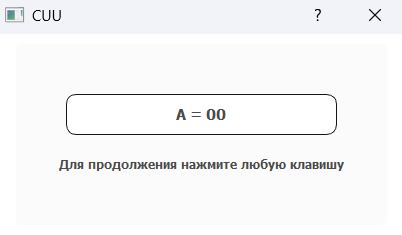 CUU
?
A = 00
Для продолжения нажмите любую клавишу